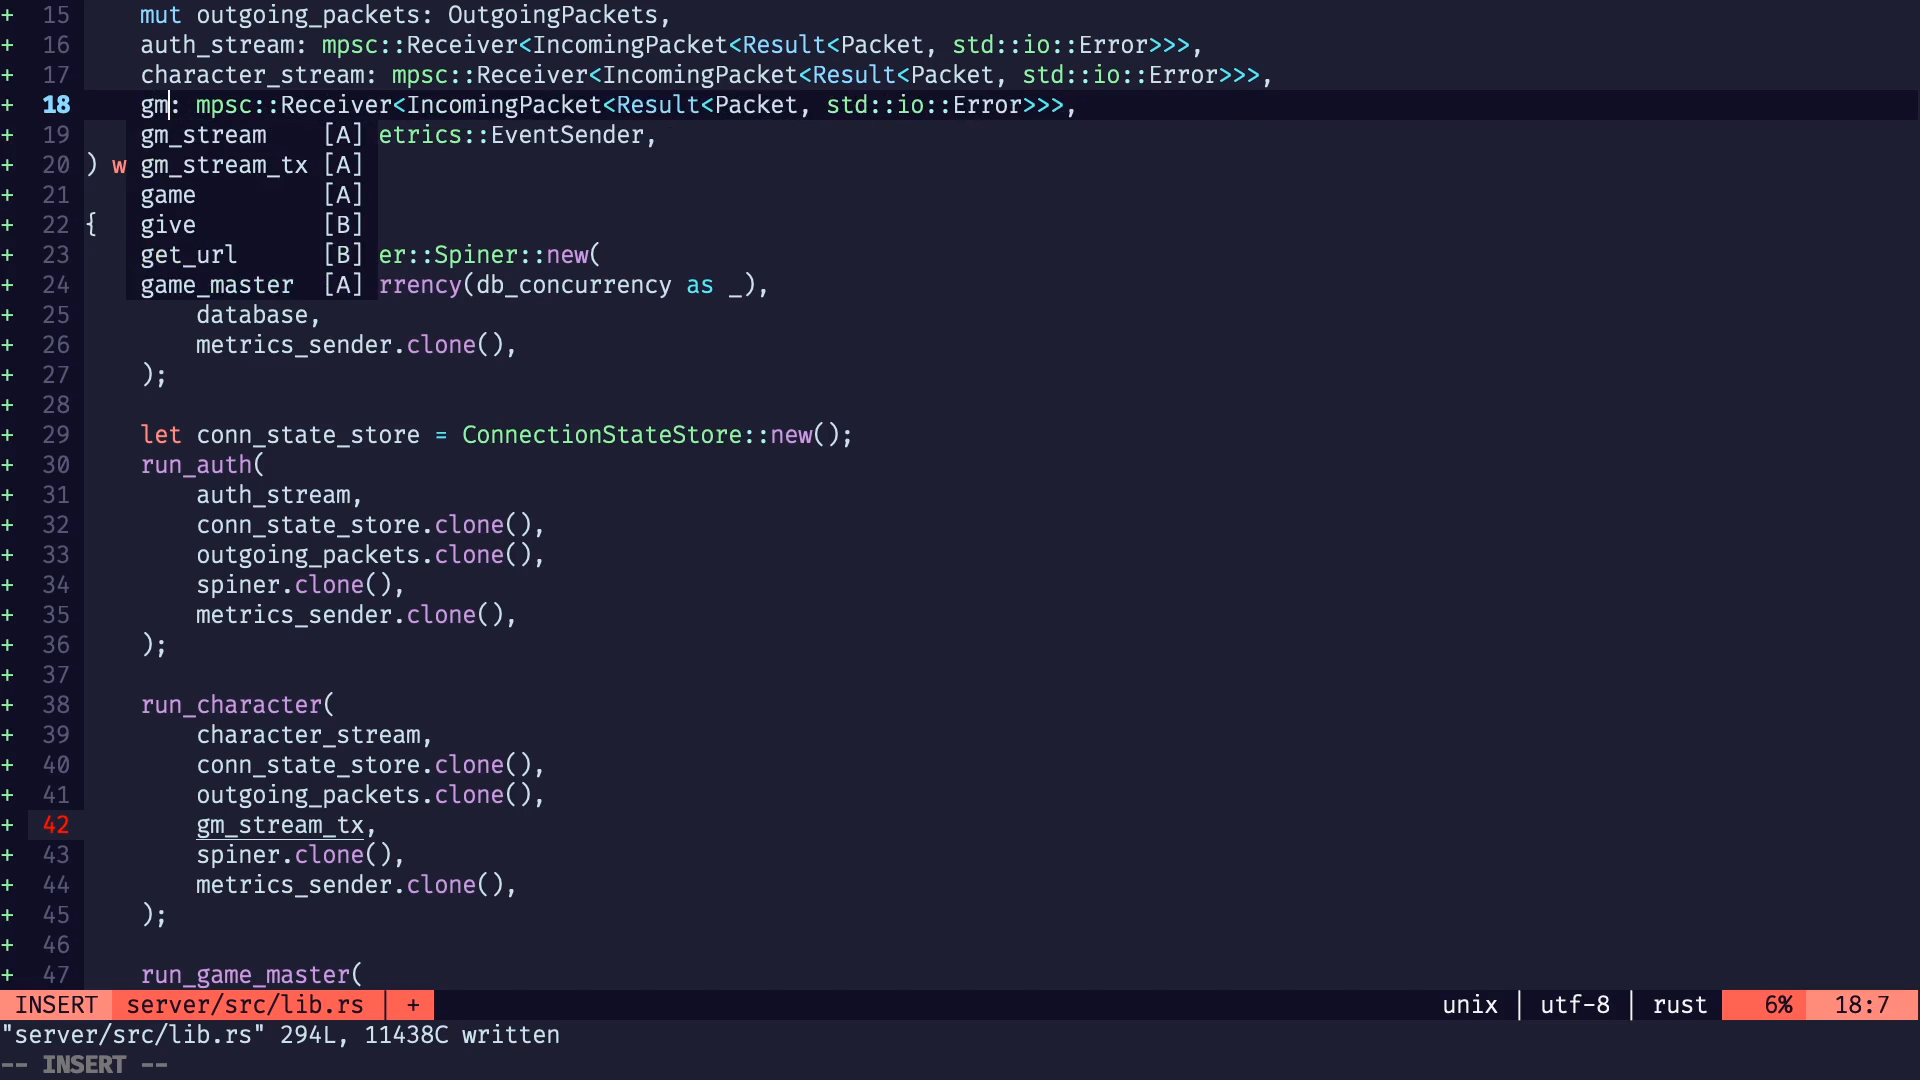 + 15 mut outgoing_packets: OutgoingPackets,
+ 16 auth_stream: mpsc::Receiver<IncomingPacket<Result<Packet, std::io::Error>>>,
+ 17 character_stream: mpsc::Receiver<IncomingPacket<Result<Packet, std::io::Error>>>,
+ 18 gm: mpsc::Receiver<IncomingPacket<Result<Packet, std::io::Error>>>,
+ 19 gm_stream [A] etrics::EventSender,
+ 20 ) w gm_stream_tx [A]
+ 21 game [A]
+ 22 { give [B]
+ 23 get_url [B] er::Spiner::new(
+ 24 game_master [A] rrency(db_concurrency as _),
+ 25 database,
+ 26 metrics_sender.clone(),
+ 27 );
+ 28
+ 29 let conn_state_store = ConnectionStateStore::new();
+ 30 run_auth(
+ 31 auth_stream,
+ 32 conn_state_store.clone(),
+ 33 outgoing_packets.clone(),
+ 34 spiner.clone(),
+ 35 metrics_sender.clone(),
+ 36 );
+ 37
+ 38 run_character(
+ 39 character_stream,
+ 40 conn_state_store.clone(),
+ 41 outgoing_packets.clone(),
+ 42 gm_stream_tx,
+ 43 spiner.clone(),
+ 44 metrics_sender.clone(),
+ 45 );
+ 46
+ 47 run_game_master(
INSERT server/src/lib.rs | + unix | utf-8 | rust 6% 18:7
"server/src/lib.rs" 294L, 11438C written
-- INSERT --